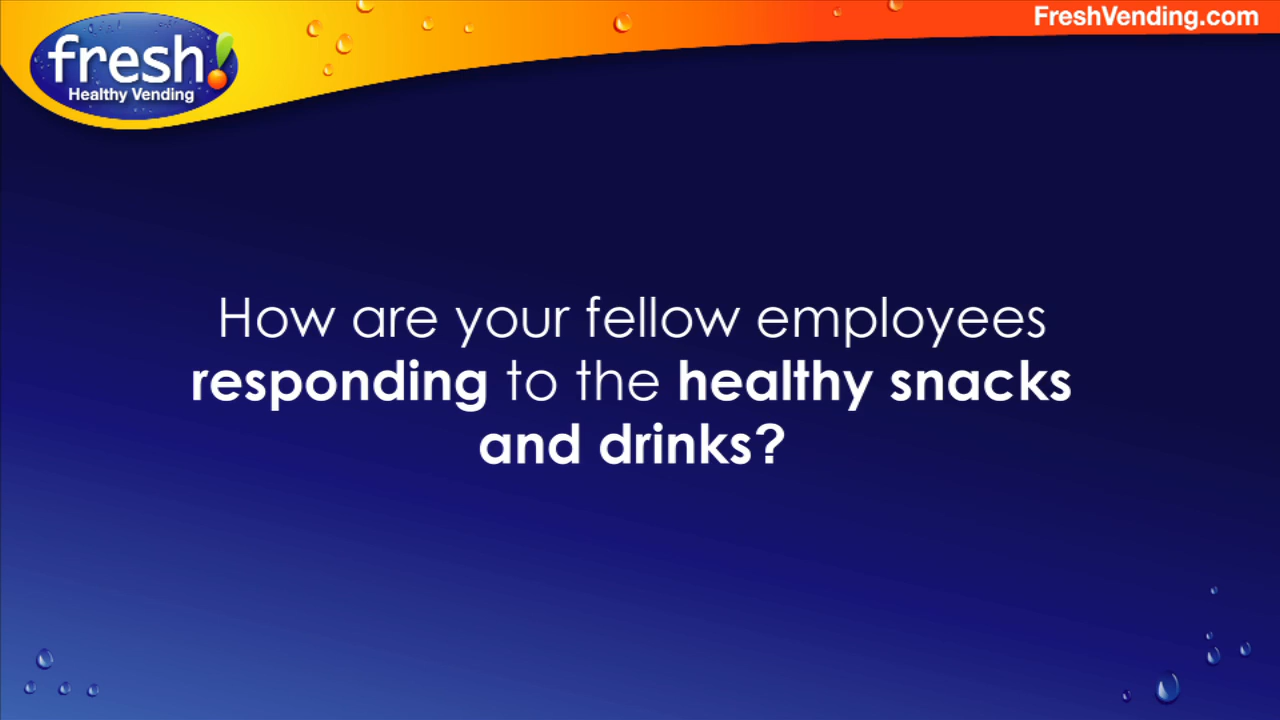 FreshVending.com
fresh!
Healthy Vending
How are your fellow employees
responding to the healthy snacks
and drinks?